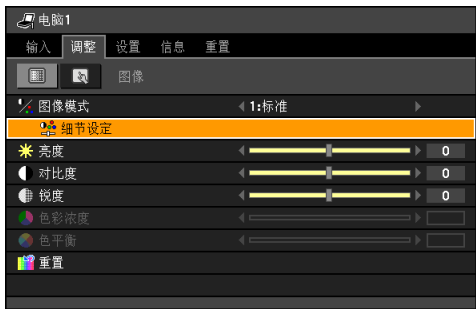 电脑1
输入 调整 设置 信息 重置
图像
图像模式 1:标准
细节设定
亮度 0
对比度 0
锐度 0
色彩浓度
色平衡
重置